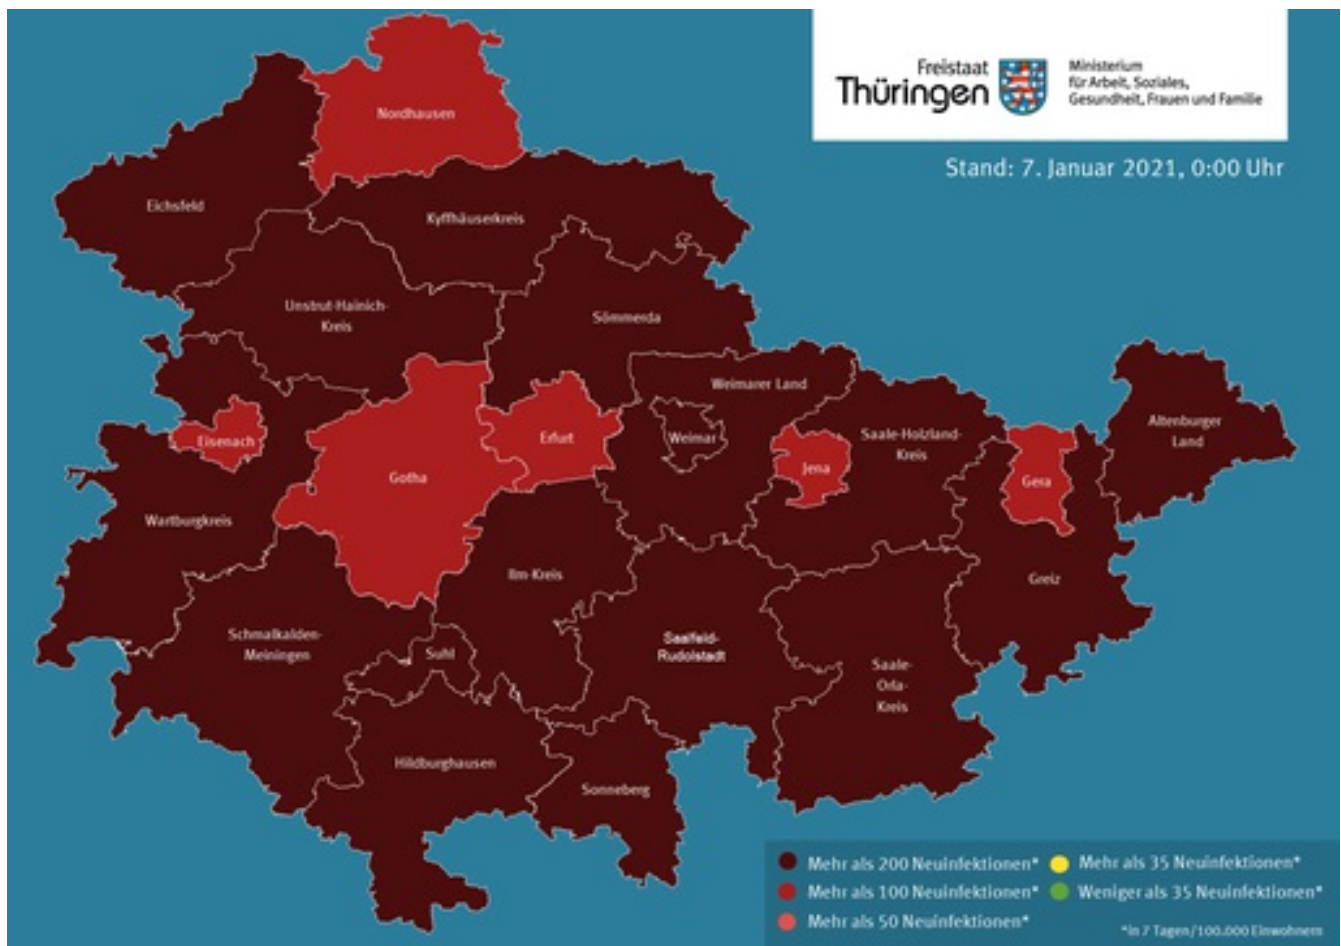 Freistaat
Thüringen
Ministerium
für Arbeit, Soziales,
Gesundheit, Frauen und Familie
Stand: 7. Januar 2021, 0:00 Uhr
Nordhausen
Eichsfeld
Kyffhäuserkreis
Unstrut-Hainich-
Kreis
Sömmerda
Weimarer Land
Altenburger
Land
Eisenach
Erfurt
Weimar
Saale-Holzland-
Kreis
Jena
Gotha
Gera
Wartburgkreis
Ilm-Kreis
Greiz
Schmalkalden-
Meiningen
Suhl
Saalfeld-
Rudolstadt
Saale-
Orla-
Kreis
Hildburghausen
Sonneberg
Mehr als 200 Neuinfektionen*
Mehr als 100 Neuinfektionen*
Mehr als 50 Neuinfektionen*
Mehr als 35 Neuinfektionen*
Weniger als 35 Neuinfektionen*
*in 7 Tagen/100.000 Einwohnern